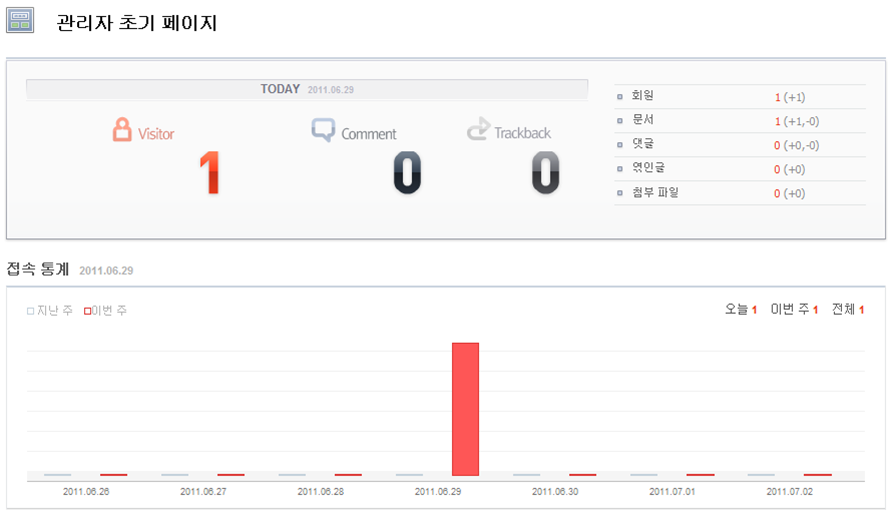 관리자 초기 페이지
TODAY 2011.06.29
Visitor Comment Trackback
1 0 0
회원 1 (+1)
문서 1 (+1,-0)
댓글 0 (+0,-0)
엮인글 0 (+0)
첨부 파일 0 (+0)
접속 통계 2011.06.29
지난 주 이번 주
오늘 1 이번 주 1 전체 1
2011.06.26 2011.06.27 2011.06.28 2011.06.29 2011.06.30 2011.07.01 2011.07.02